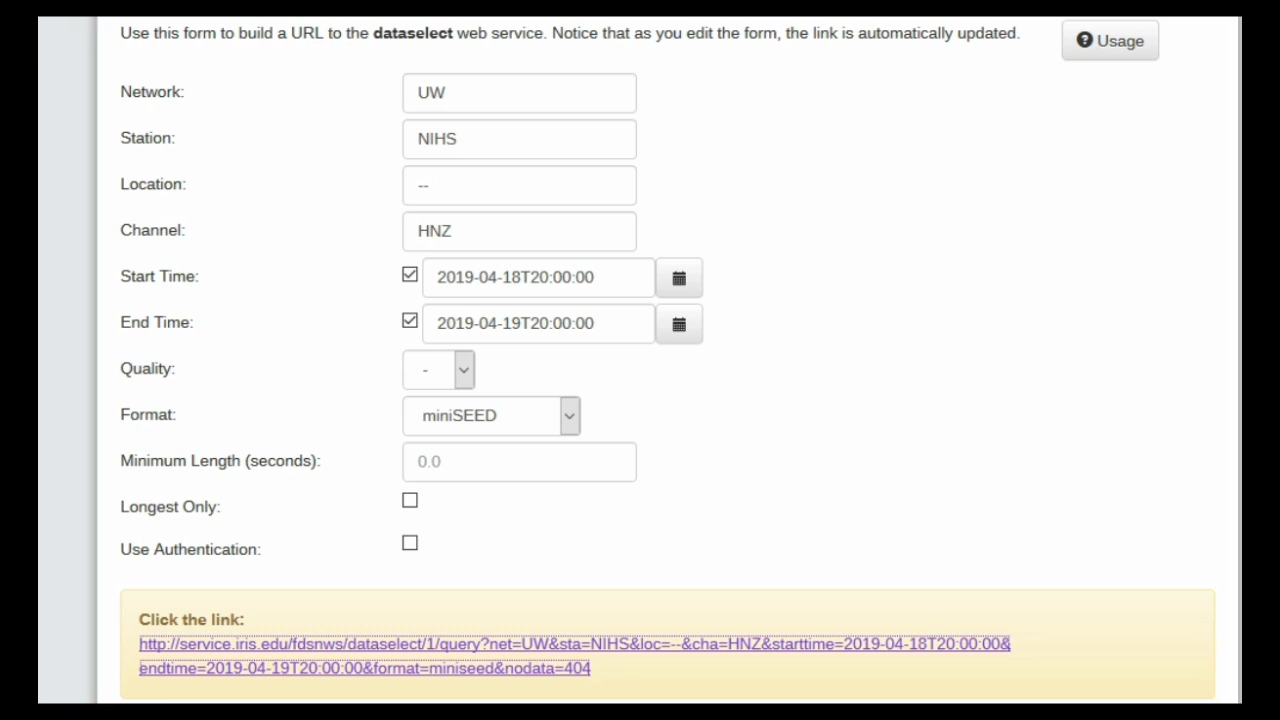 Use this form to build a URL to the dataselect web service. Notice that as you edit the form, the link is automatically updated.
Usage
Network: UW
Station: NIHS
Location: --
Channel: HNZ
Start Time: 2019-04-18T20:00:00
End Time: 2019-04-19T20:00:00
Quality: -
Format: miniSEED
Minimum Length (seconds): 0.0
Longest Only:
Use Authentication:
Click the link:
http://service.iris.edu/fdsnws/dataselect/1/query?net=UW&sta=NIHS&loc=--&cha=HNZ&starttime=2019-04-18T20:00:00&
endtime=2019-04-19T20:00:00&format=miniseed&nodata=404